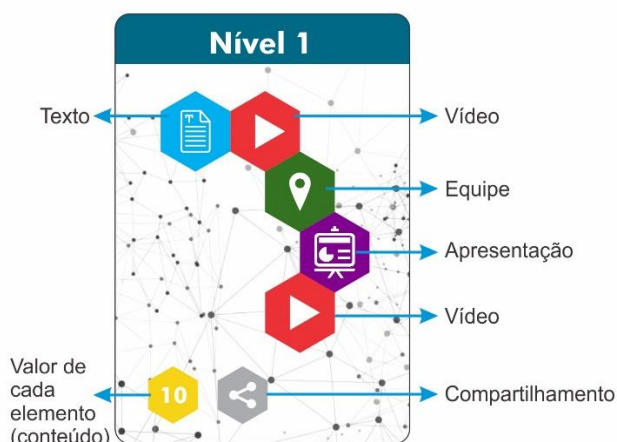 Nível 1
Texto
Vídeo
Equipe
Apresentação
Vídeo
Valor de
cada
elemento
(conteúdo)
10
Compartilhamento